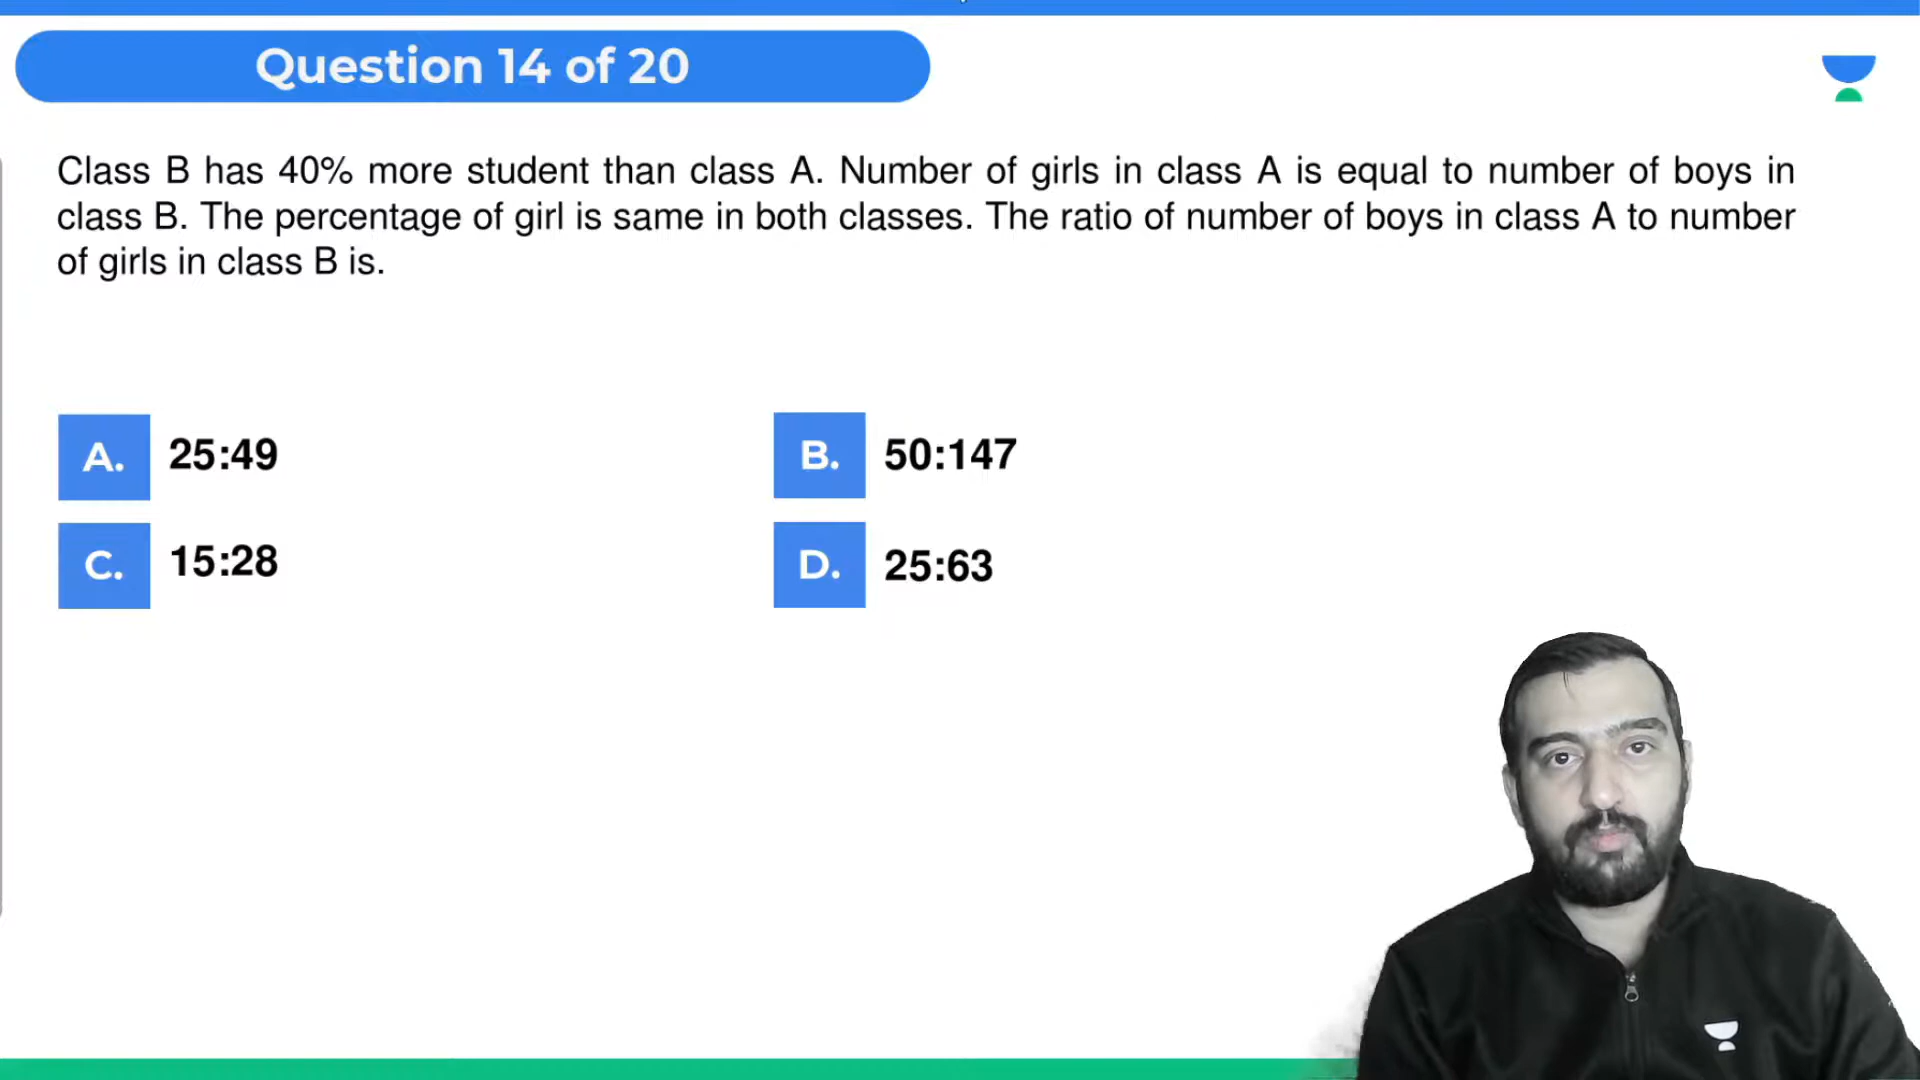 Question 14 of 20
Class B has 40% more student than class A. Number of girls in class A is equal to number of boys in
class B. The percentage of girl is same in both classes. The ratio of number of boys in class A to number
of girls in class B is.
A. 25:49
B. 50:147
C. 15:28
D. 25:63